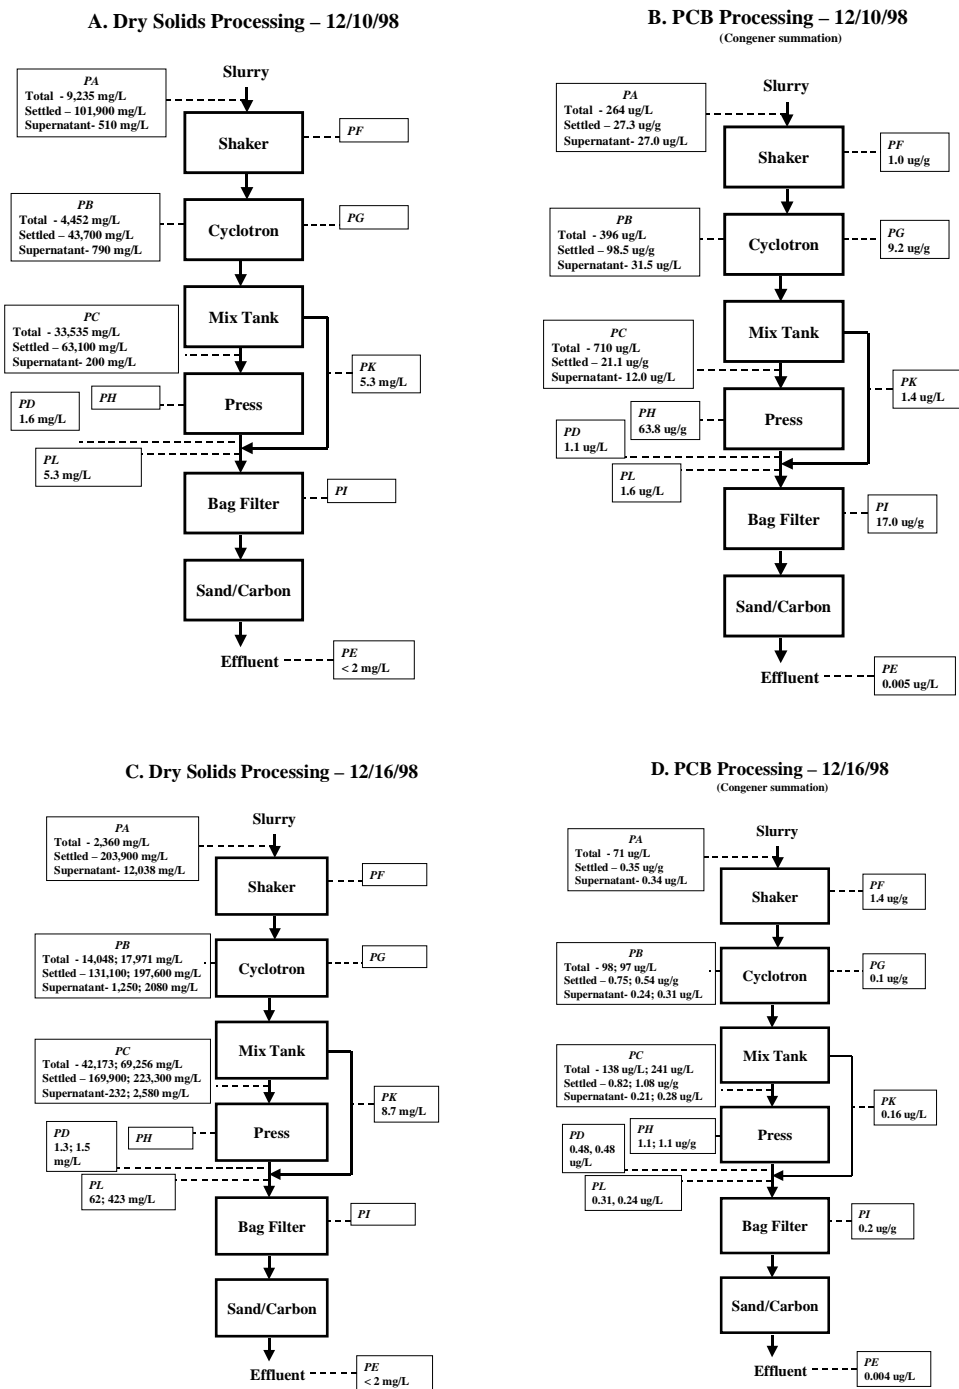 A. Dry Solids Processing – 12/10/98
Slurry
PA
Total - 9,235 mg/L
Settled – 101,900 mg/L
Supernatant- 510 mg/L
Shaker
PF
PB
Total - 4,452 mg/L
Settled – 43,700 mg/L
Supernatant- 790 mg/L
Cyclotron
PG
Mix Tank
PC
Total - 33,535 mg/L
Settled – 63,100 mg/L
Supernatant- 200 mg/L
PK
5.3 mg/L
PH
Press
PD
1.6 mg/L
PL
5.3 mg/L
Bag Filter
PI
Sand/Carbon
Effluent
PE
< 2 mg/L
B. PCB Processing – 12/10/98
(Congener summation)
Slurry
PA
Total - 264 ug/L
Settled – 27.3 ug/g
Supernatant- 27.0 ug/L
Shaker
PF
1.0 ug/g
PB
Total - 396 ug/L
Settled – 98.5 ug/g
Supernatant- 31.5 ug/L
Cyclotron
PG
9.2 ug/g
Mix Tank
PC
Total - 710 ug/L
Settled – 21.1 ug/g
Supernatant- 12.0 ug/L
PK
1.4 ug/L
PH
63.8 ug/g
Press
PD
1.1 ug/L
PL
1.6 ug/L
Bag Filter
PI
17.0 ug/g
Sand/Carbon
Effluent
PE
0.005 ug/L
C. Dry Solids Processing – 12/16/98
Slurry
PA
Total - 2,360 mg/L
Settled – 203,900 mg/L
Supernatant- 12,038 mg/L
Shaker
PF
PB
Total - 14,048; 17,971 mg/L
Settled – 131,100; 197,600 mg/L
Supernatant- 1,250; 2080 mg/L
Cyclotron
PG
Mix Tank
PC
Total - 42,173; 69,256 mg/L
Settled – 169,900; 223,300 mg/L
Supernatant-232; 2,580 mg/L
PK
8.7 mg/L
PD
1.3; 1.5
mg/L
PH
Press
PL
62; 423 mg/L
Bag Filter
PI
Sand/Carbon
Effluent
PE
< 2 mg/L
D. PCB Processing – 12/16/98
(Congener summation)
Slurry
PA
Total - 71 ug/L
Settled – 0.35 ug/g
Supernatant- 0.34 ug/L
Shaker
PF
1.4 ug/g
PB
Total - 98; 97 ug/L
Settled – 0.75; 0.54 ug/g
Supernatant- 0.24; 0.31 ug/L
Cyclotron
PG
0.1 ug/g
Mix Tank
PC
Total - 138 ug/L; 241 ug/L
Settled – 0.82; 1.08 ug/g
Supernatant- 0.21; 0.28 ug/L
PK
0.16 ug/L
PD
0.48, 0.48
ug/L
PH
1.1; 1.1 ug/g
Press
PL
0.31, 0.24 ug/L
Bag Filter
PI
0.2 ug/g
Sand/Carbon
Effluent
PE
0.004 ug/L